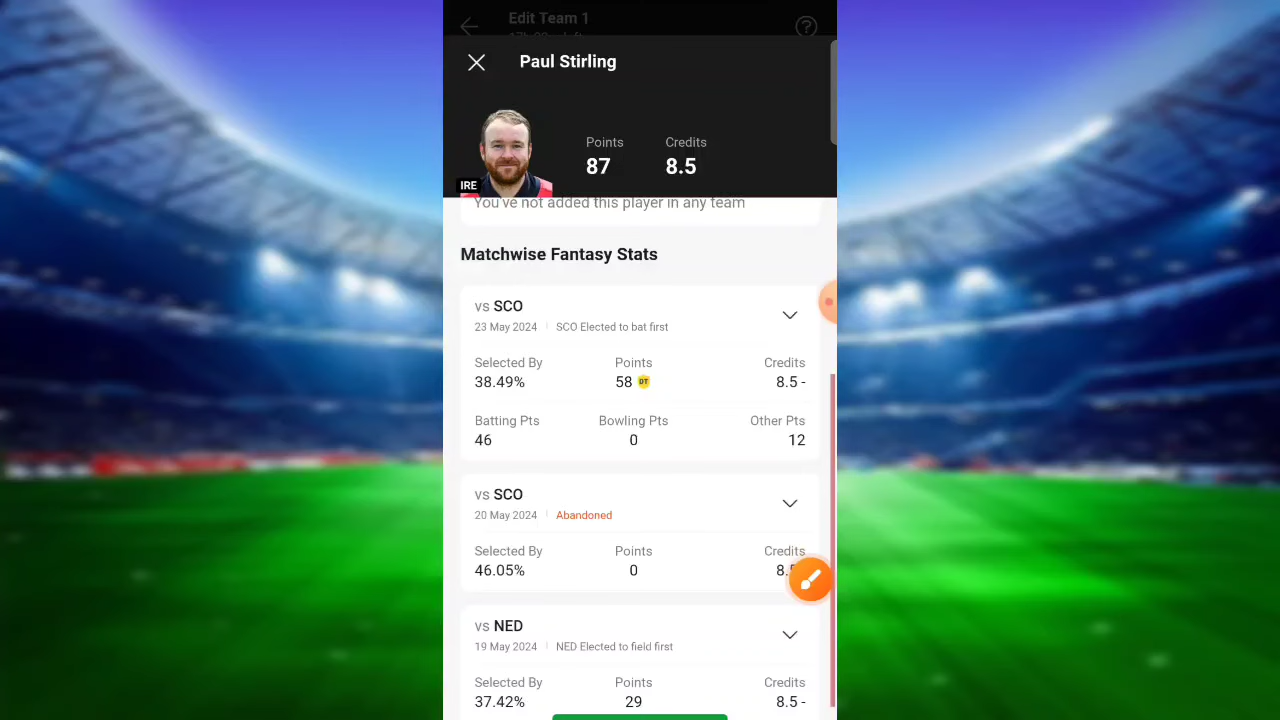 Edit Team 1
Paul Stirling
Points Credits
87 8.5
IRE
You've not added this player in any team
Matchwise Fantasy Stats
vs SCO
23 May 2024 | SCO Elected to bat first
Selected By Points Credits
38.49% 58 DT 8.5 -
Batting Pts Bowling Pts Other Pts
46 0 12
vs SCO
20 May 2024 | Abandoned
Selected By Points Credits
46.05% 0
vs NED
19 May 2024 | NED Elected to field first
Selected By Points Credits
37.42% 29 8.5 -